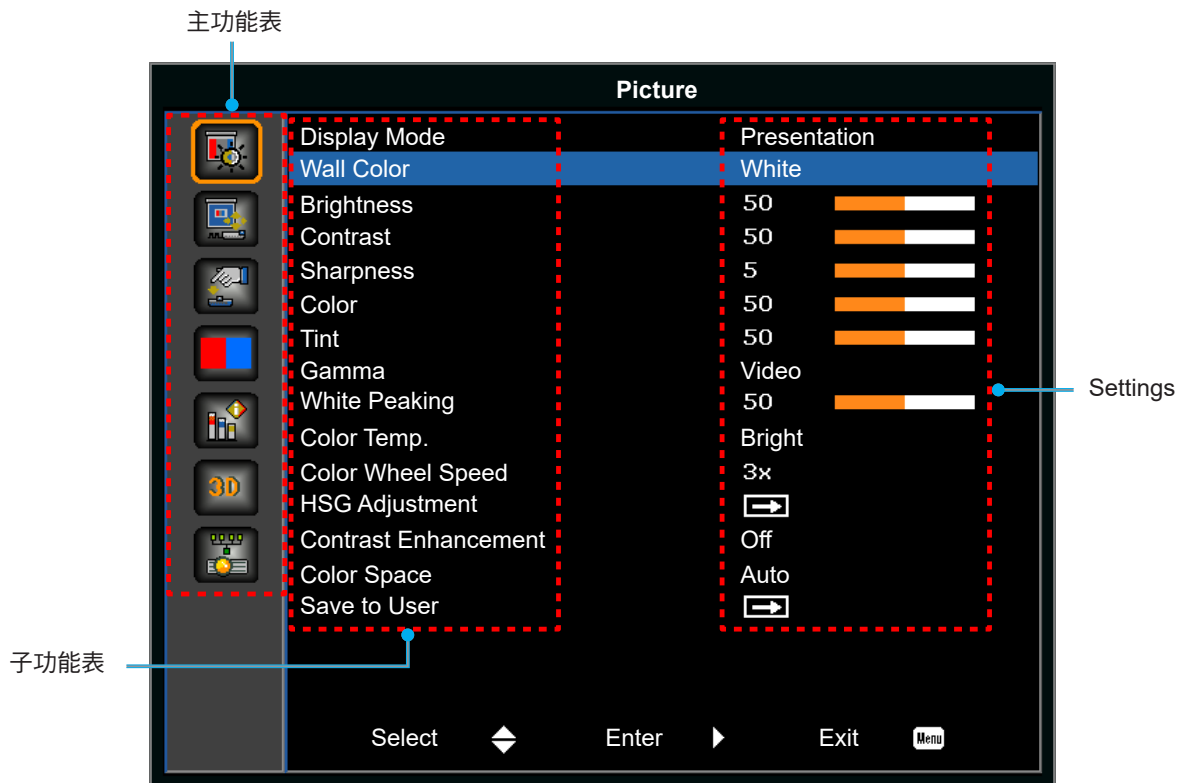 主功能表
Picture
Display Mode Presentation
Wall Color White
Brightness 50
Contrast 50
Sharpness 5
Color 50
Tint 50
Gamma Video
White Peaking 50
Settings
Color Temp. Bright
3D
Color Wheel Speed 3x
HSG Adjustment
Contrast Enhancement Off
Color Space Auto
Save to User
子功能表
Select Enter Exit Menu